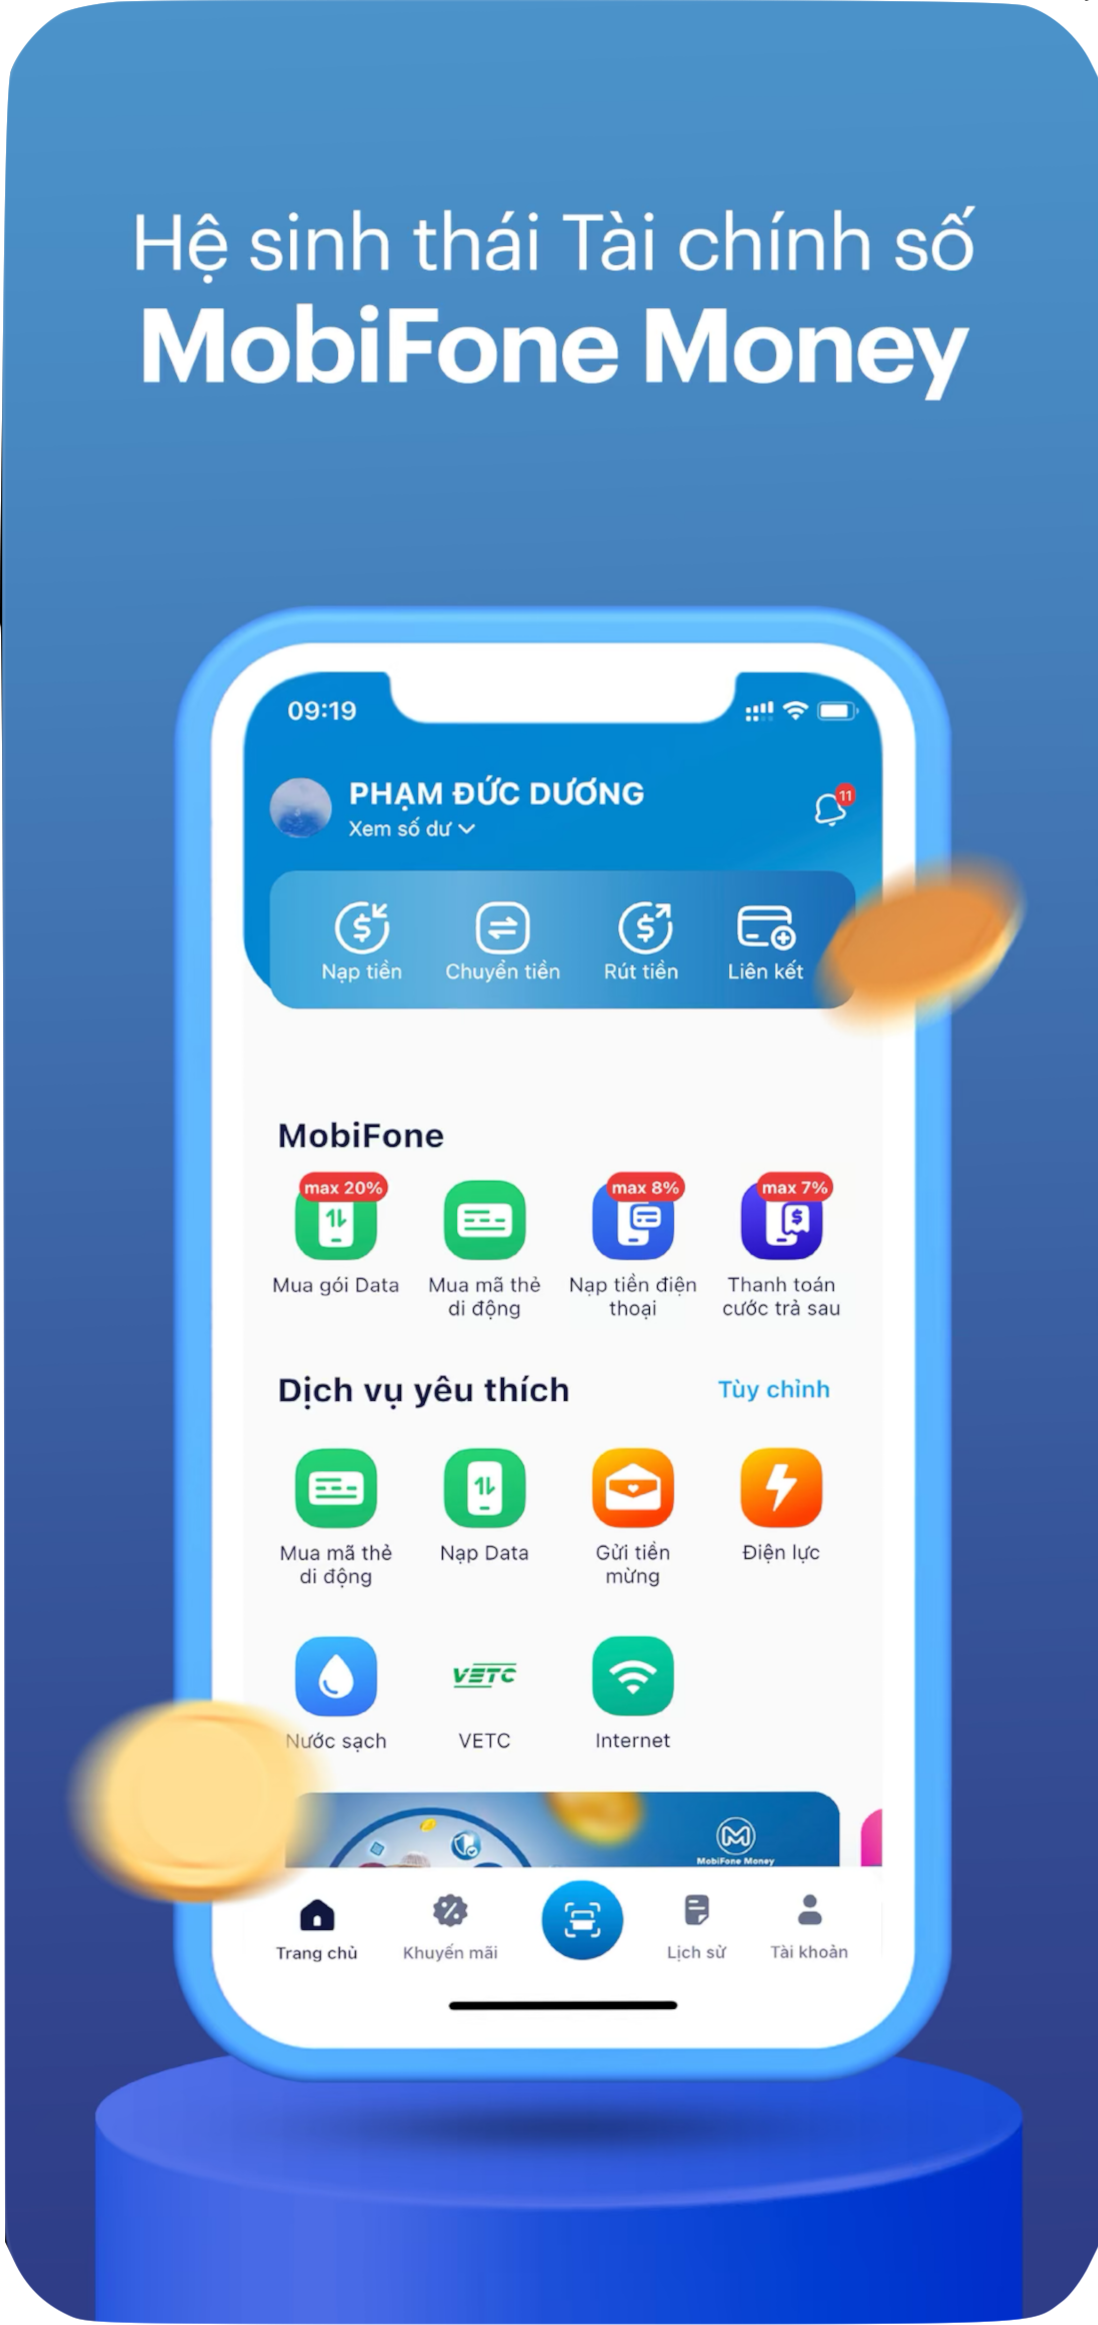 Hệ sinh thái Tài chính số
MobiFone Money
09:19
PHẠM ĐỨC DƯƠNG
Xem số dư
11
Nạp tiền
Chuyển tiền
Rút tiền
Liên kết
MobiFone
max 20%
max 8%
max 7%
Mua gói Data
Mua mã thẻ
di động
Nạp tiền điện
thoại
Thanh toán
cước trả sau
Dịch vụ yêu thích
Tùy chỉnh
Mua mã thẻ
di động
Nạp Data
Gửi tiền
mừng
Điện lực
VETC
Nước sạch
VETC
Internet
MobiFone Money
Trang chủ
Khuyến mãi
Lịch sử
Tài khoản